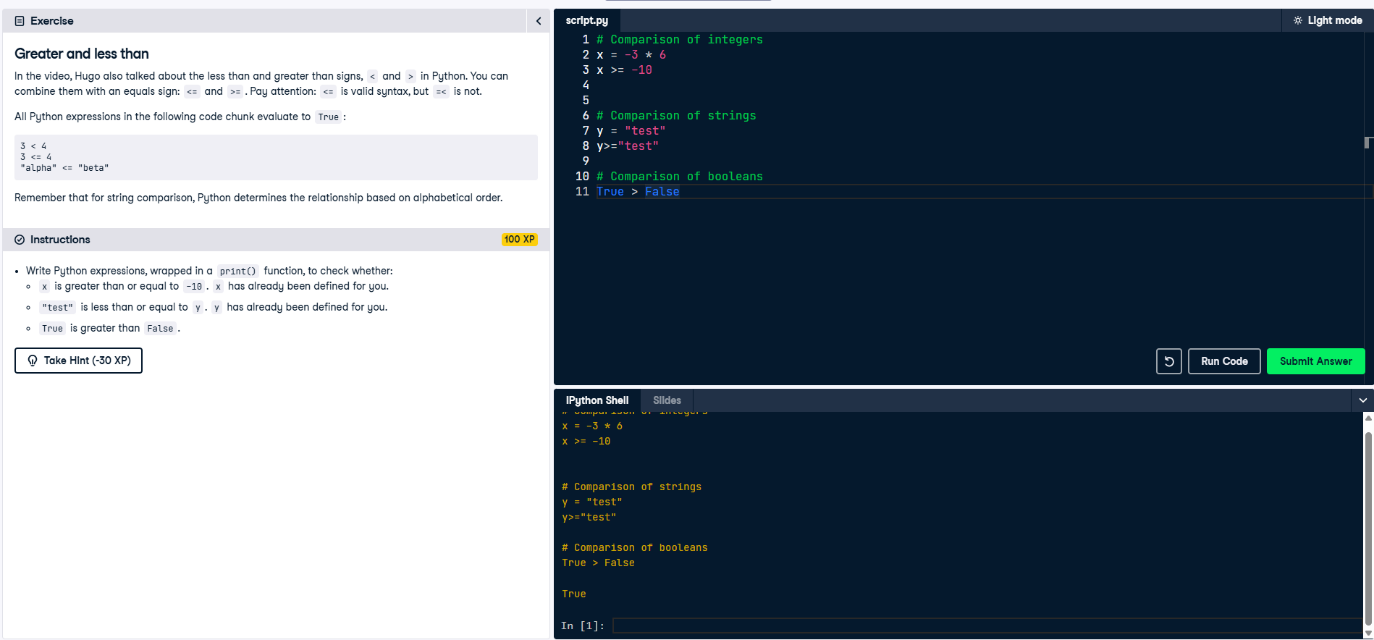 Exercise
Greater and less than
In the video, Hugo also talked about the less than and greater than signs, < and > in Python. You can
combine them with an equals sign: <= and >= . Pay attention: <= is valid syntax, but =< is not.
All Python expressions in the following code chunk evaluate to True :
3 < 4
3 <= 4
"alpha" <= "beta"
Remember that for string comparison, Python determines the relationship based on alphabetical order.
Instructions
100 XP
• Write Python expressions, wrapped in a print() function, to check whether:
x is greater than or equal to -10 . x has already been defined for you.
"test" is less than or equal to y . y has already been defined for you.
True is greater than False .
Take Hint (-30 XP)
script.py
Light mode
1 # Comparison of integers
2 x = -3 * 6
3 x >= -10
4
5
6 # Comparison of strings
7 y = "test"
8 y>="test"
9
10 # Comparison of booleans
11 True > False
Run Code
Submit Answer
IPython Shell
Slides
# Comparison of integers
x = -3 * 6
x >= -10
# Comparison of strings
y = "test"
y>="test"
# Comparison of booleans
True > False
True
In [1]: